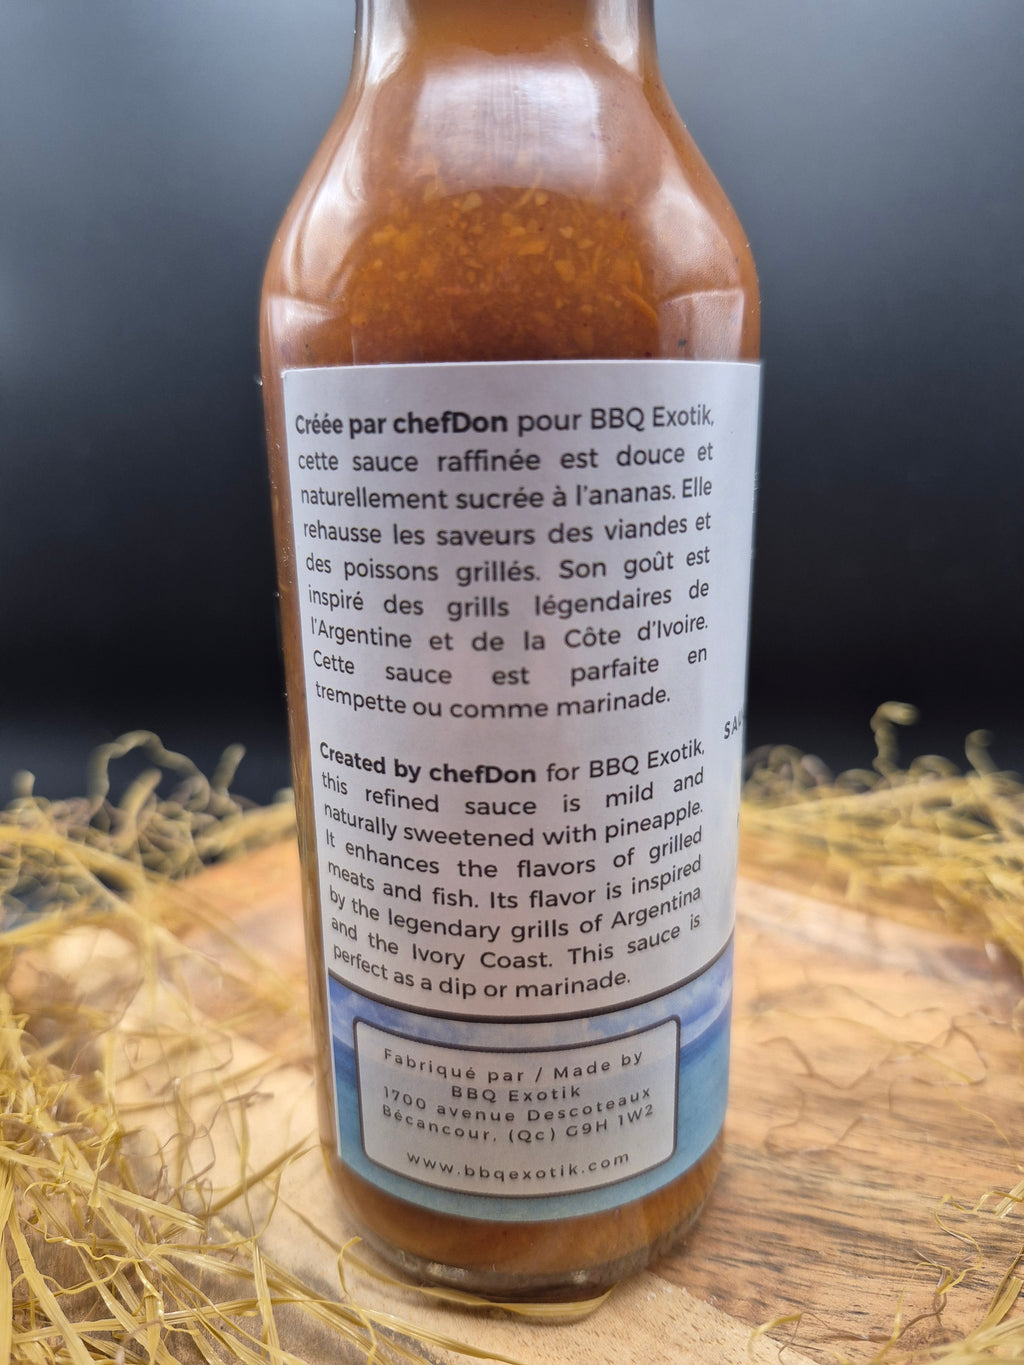 Créée par chefDon pour BBQ Exotik,
cette sauce raffinée est douce et
naturellement sucrée à l'ananas. Elle
rehausse les saveurs des viandes et
des poissons grillés. Son goût est
inspiré des grills légendaires de
l'Argentine et de la Côte d'Ivoire.
Cette sauce est parfaite en
trempette ou comme marinade.
Created by chefDon for BBQ Exotik,
this refined sauce is mild and
naturally sweetened with pineapple.
It enhances the flavors of grilled
meats and fish. Its flavor is inspired
by the legendary grills of Argentina
and the Ivory Coast. This sauce is
perfect as a dip or marinade.
Fabriqué par / Made by
BBQ Exotik
1700 avenue Descoteaux
Bécancour, (Qc) G9H 1W2
www.bbqexotik.com